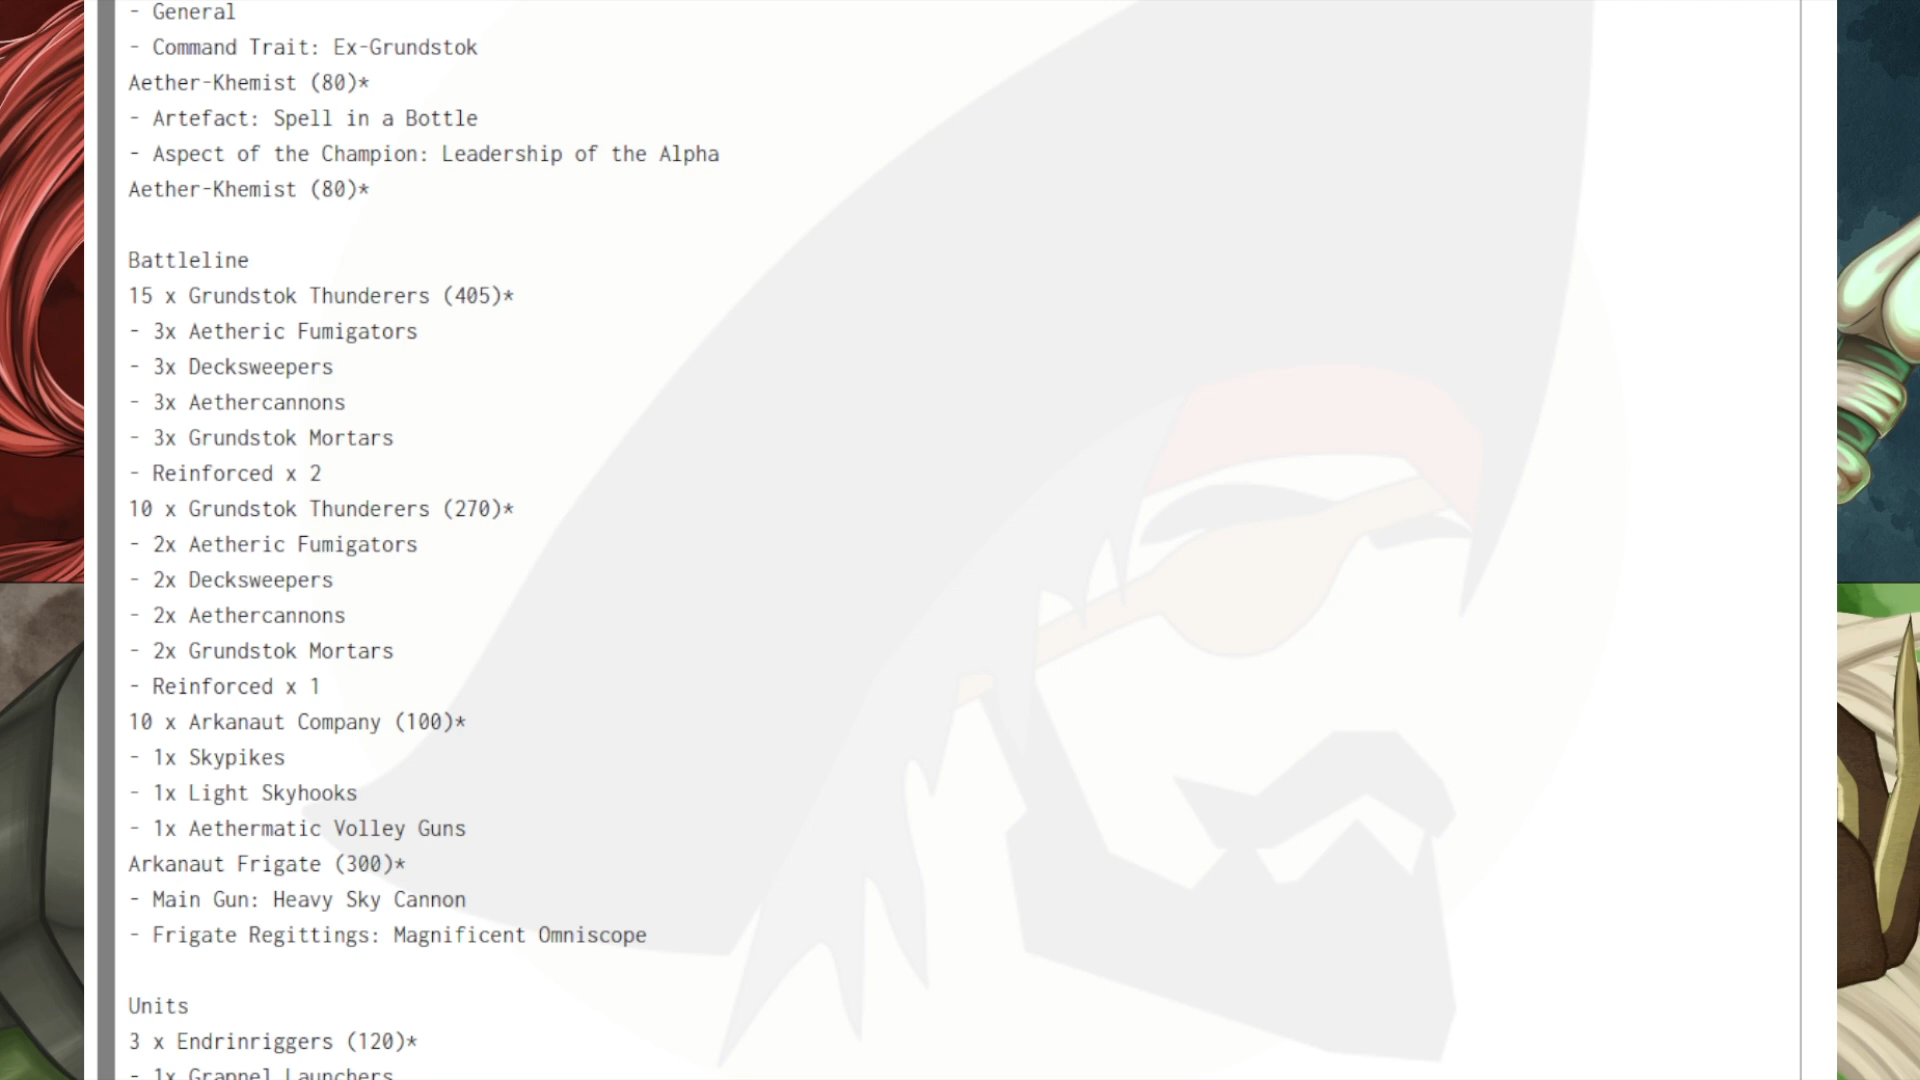 - General
- Command Trait: Ex-Grundstok
Aether-Khemist (80)*
- Artefact: Spell in a Bottle
- Aspect of the Champion: Leadership of the Alpha
Aether-Khemist (80)*
Battleline
15 x Grundstok Thunderers (405)*
- 3x Aetheric Fumigators
- 3x Decksweepers
- 3x Aethercannons
- 3x Grundstok Mortars
- Reinforced x 2
10 x Grundstok Thunderers (270)*
- 2x Aetheric Fumigators
- 2x Decksweepers
- 2x Aethercannons
- 2x Grundstok Mortars
- Reinforced x 1
10 x Arkanaut Company (100)*
- 1x Skypikes
- 1x Light Skyhooks
- 1x Aethermatic Volley Guns
Arkanaut Frigate (300)*
- Main Gun: Heavy Sky Cannon
- Frigate Regittings: Magnificent Omniscope
Units
3 x Endrinriggers (120)*
- 1x Grapnel Launchers